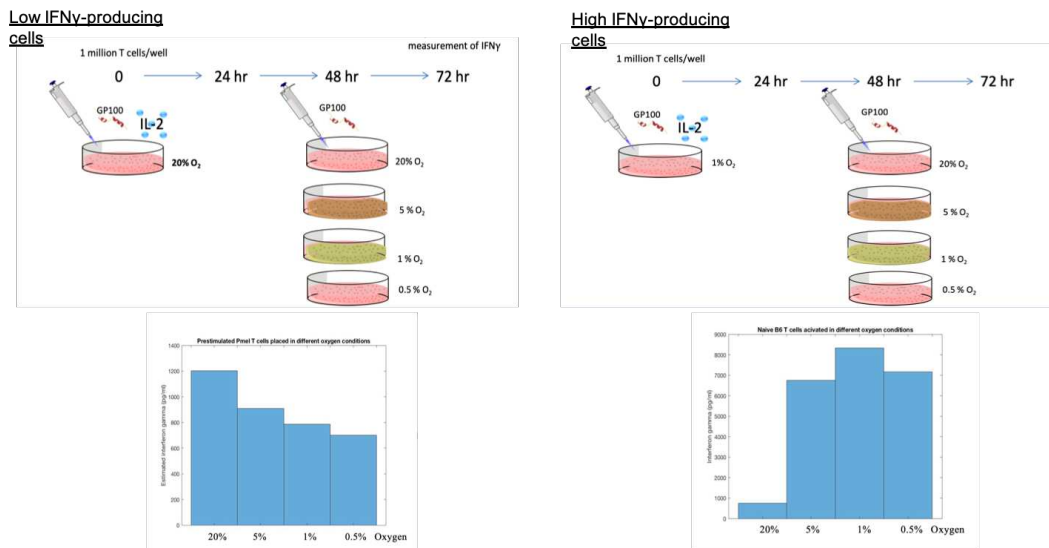 Low IFNγ-producing
cells
1 million T cells/well
measurement of IFNγ
0
24 hr
48 hr
72 hr
GP100
IL-2
GP100
20% O2
20% O2
5 % O2
1 % O2
0.5 % O2
Prestimulated Pmel T cells placed in different oxygen conditions
Estimated interferon gamma (pg/ml)
1400
1200
1000
800
600
400
200
0
20% 5% 1% 0.5% Oxygen
High IFNγ-producing
cells
1 million T cells/well
0
24 hr
48 hr
72 hr
GP100
IL-2
GP100
1% O2
20% O2
5 % O2
1 % O2
0.5 % O2
Naive B6 T cells acivated in different oxygen conditions
Interferon gamma (pg/ml)
9000
8000
7000
6000
5000
4000
3000
2000
1000
0
20% 5% 1% 0.5% Oxygen